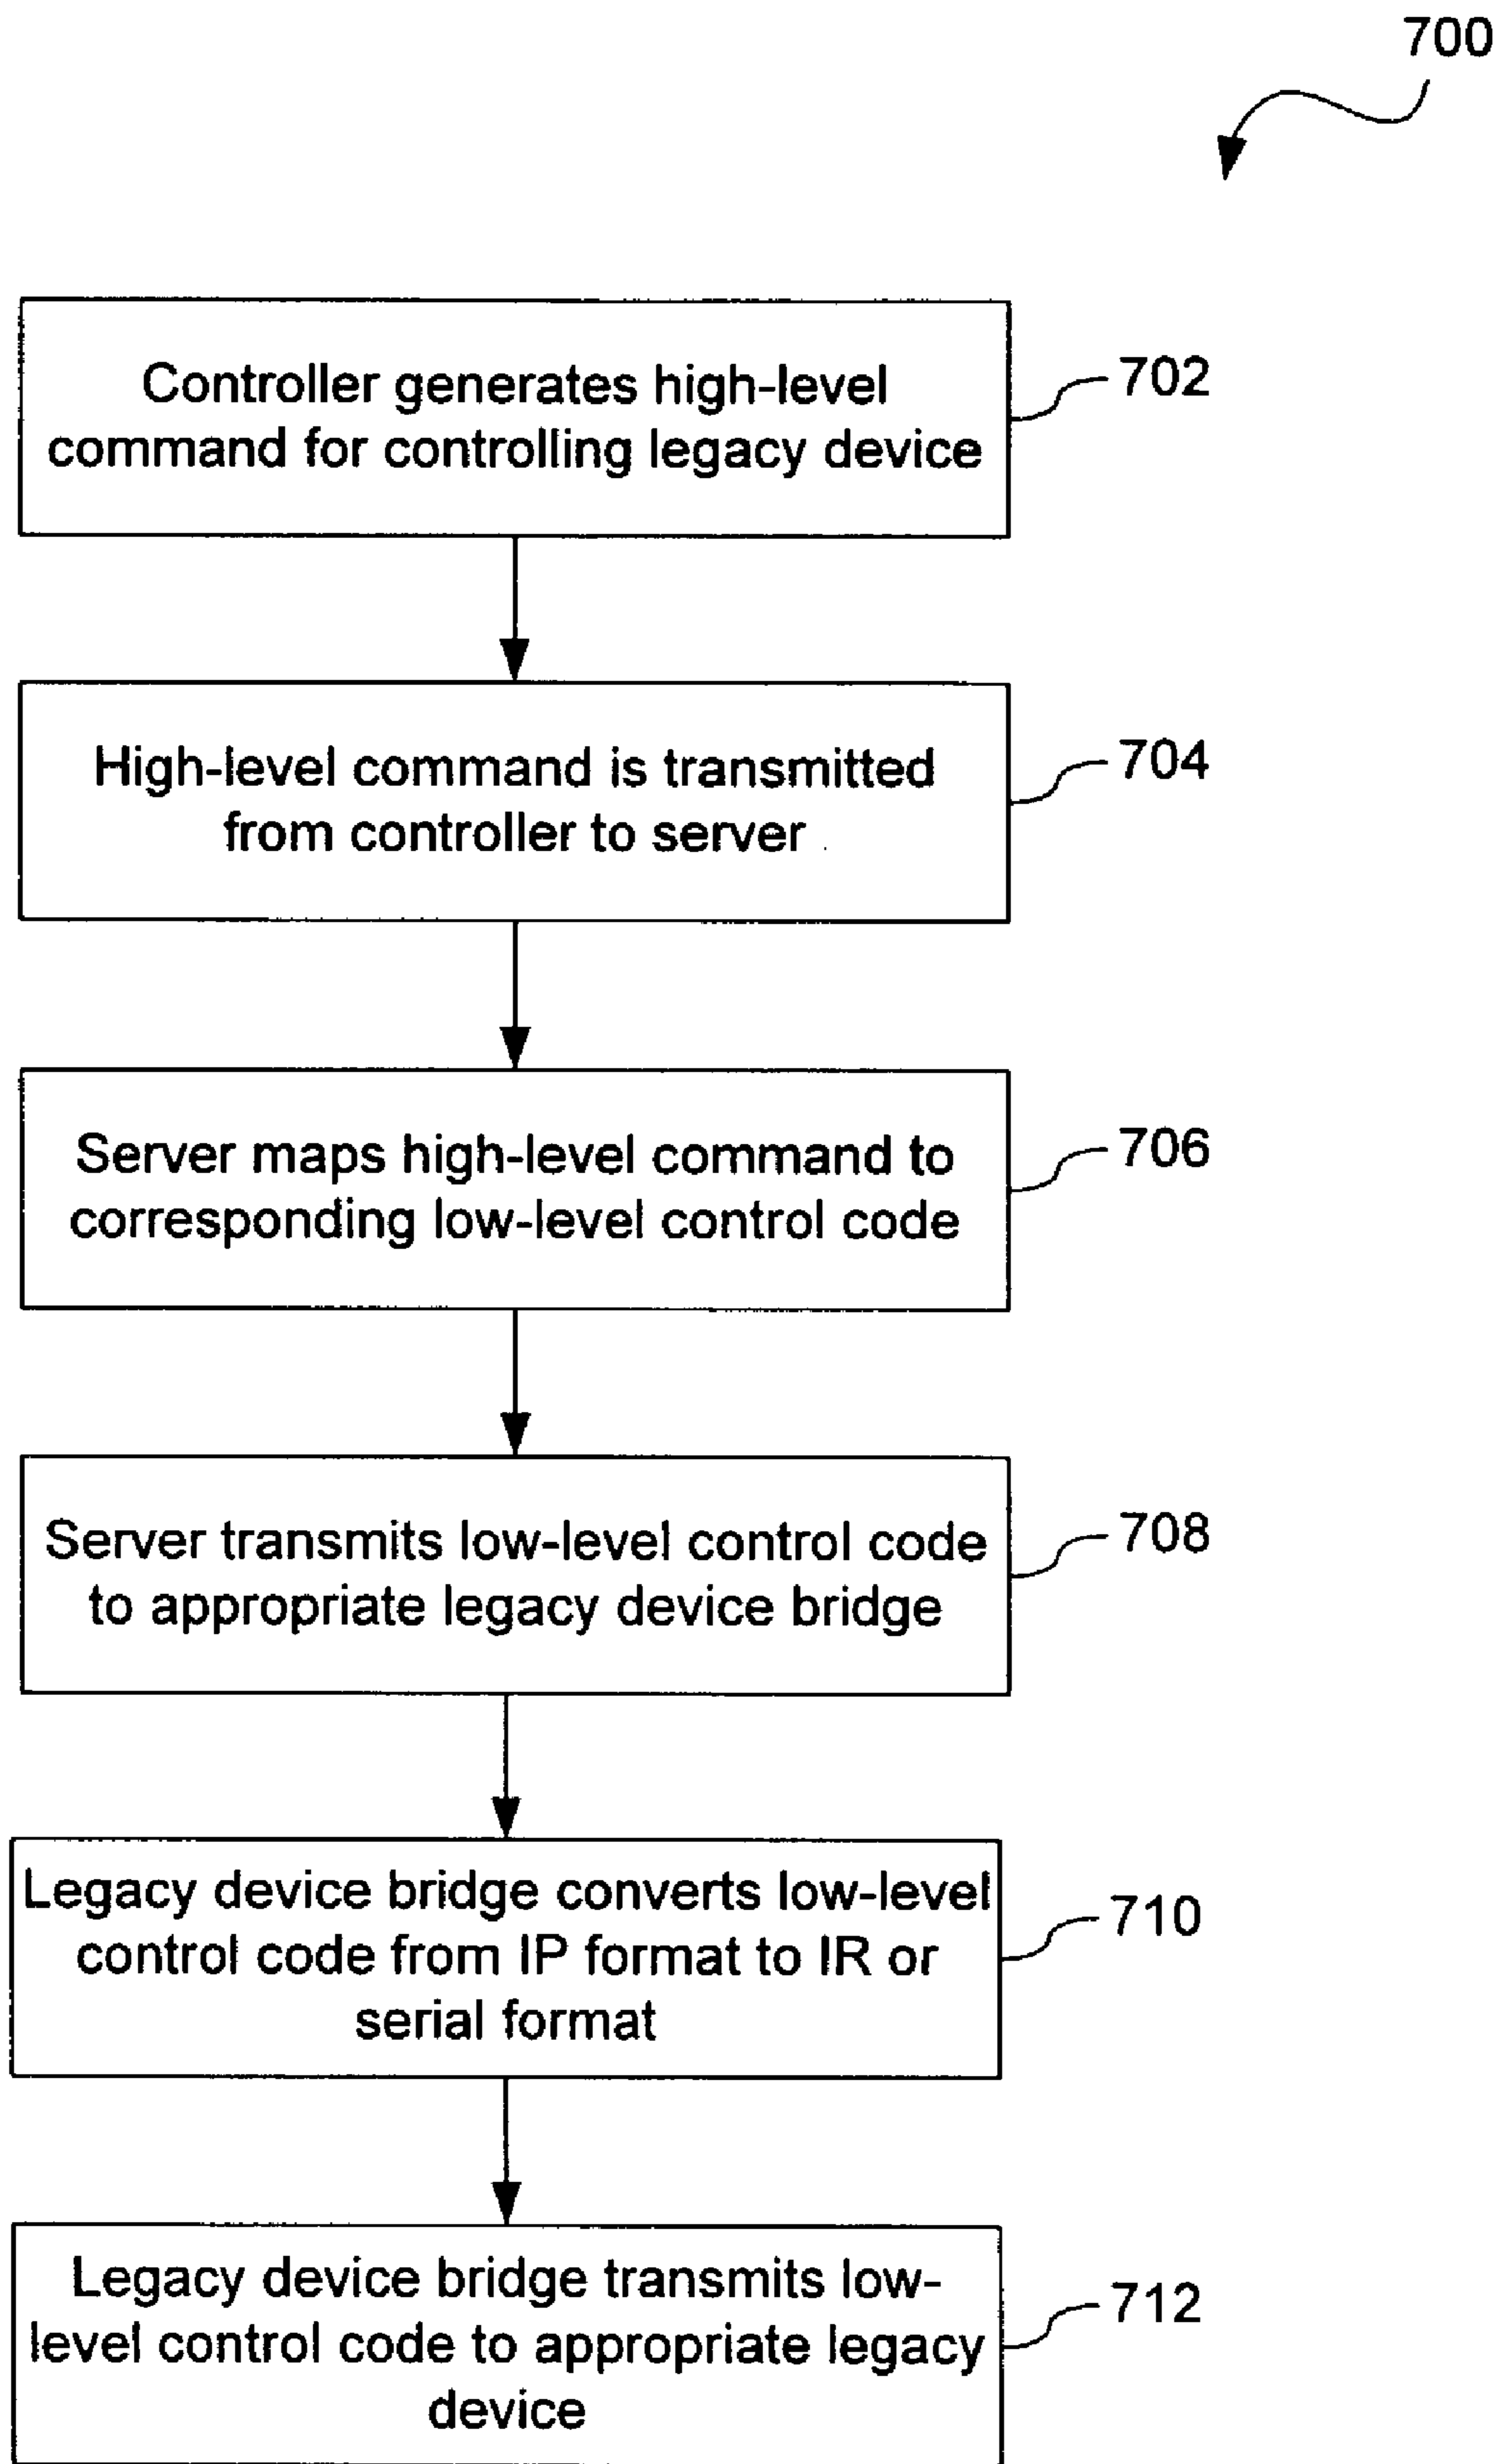 700
Controller generates high-level
command for controlling legacy device
702
High-level command is transmitted
from controller to server
704
Server maps high-level command to
corresponding low-level control code
706
Server transmits low-level control code
to appropriate legacy device bridge
708
Legacy device bridge converts low-level
control code from IP format to IR or
serial format
710
Legacy device bridge transmits low-
level control code to appropriate legacy
device
712